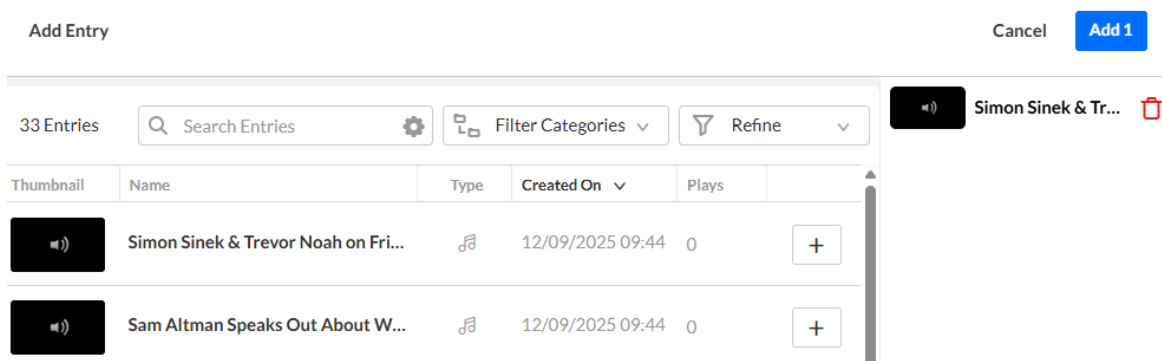 Add Entry Cancel Add 1
Simon Sinek & Tr...
33 Entries Search Entries Filter Categories Refine
Thumbnail Name Type Created On Plays
Simon Sinek & Trevor Noah on Fri... 12/09/2025 09:44 0 +
Sam Altman Speaks Out About W... 12/09/2025 09:44 0 +